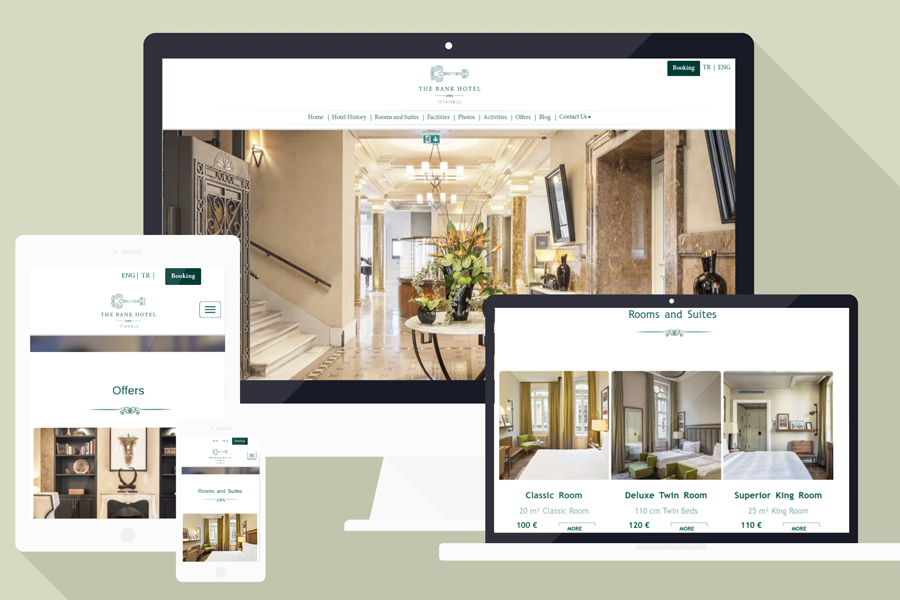 Booking TR | ENG
THE BANK HOTEL
ISTANBUL
Home | Hotel History | Rooms and Suites | Facilities | Photos | Activities | Offers | Blog | Contact Us
ENG | TR |
Booking
THE BANK HOTEL
ISTANBUL
Offers
Booking
Rooms and Suites
Rooms and Suites
Classic Room
20 m² Classic Room
100 €
MORE
Deluxe Twin Room
110 cm Twin Beds
120 €
MORE
Superior King Room
25 m² King Room
110 €
MORE